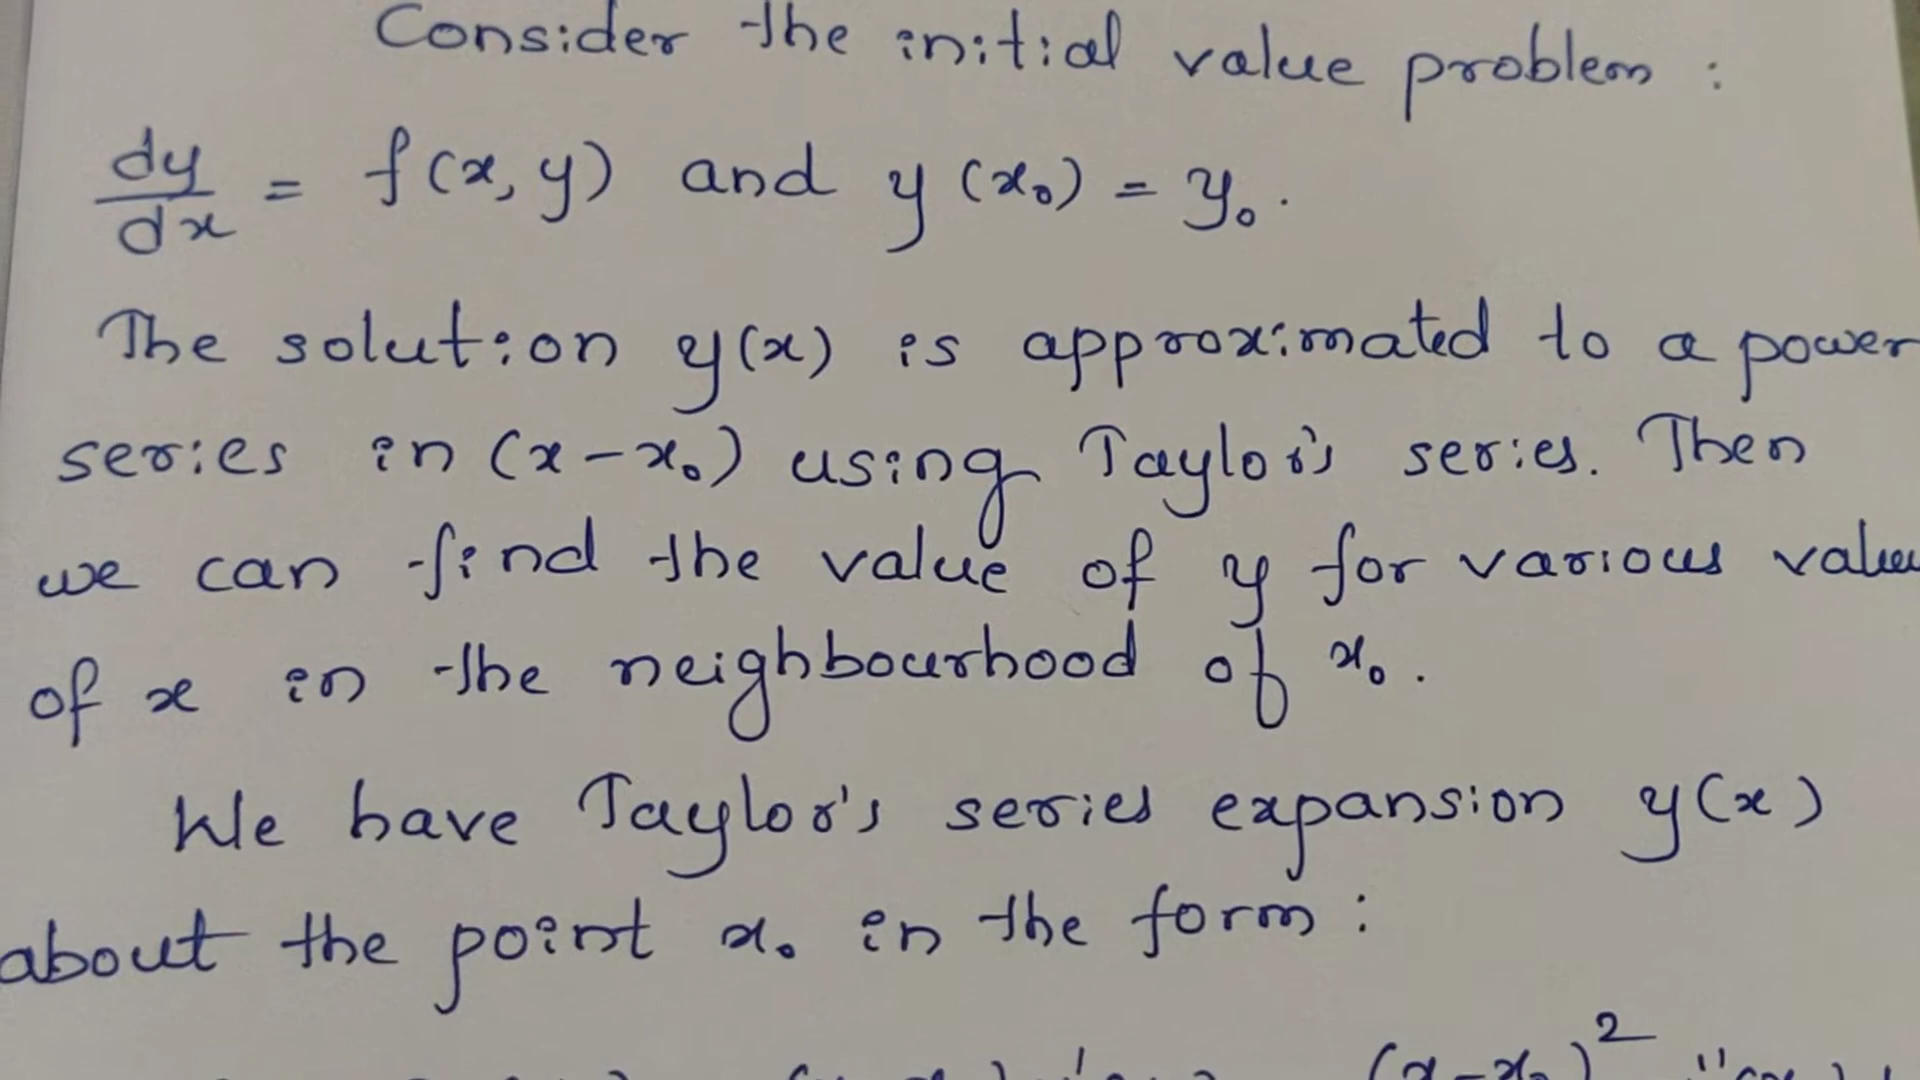 Consider the initial value problem :
dy/dx = f(x, y) and y(x₀) = y₀.
The solution y(x) is approximated to a power
series in (x-x₀) using Taylor's series. Then
we can find the value of y for various value
of x in the neighbourhood of x₀.
We have Taylor's series expansion y(x)
about the point x₀ in the form :
(x-x₀)²